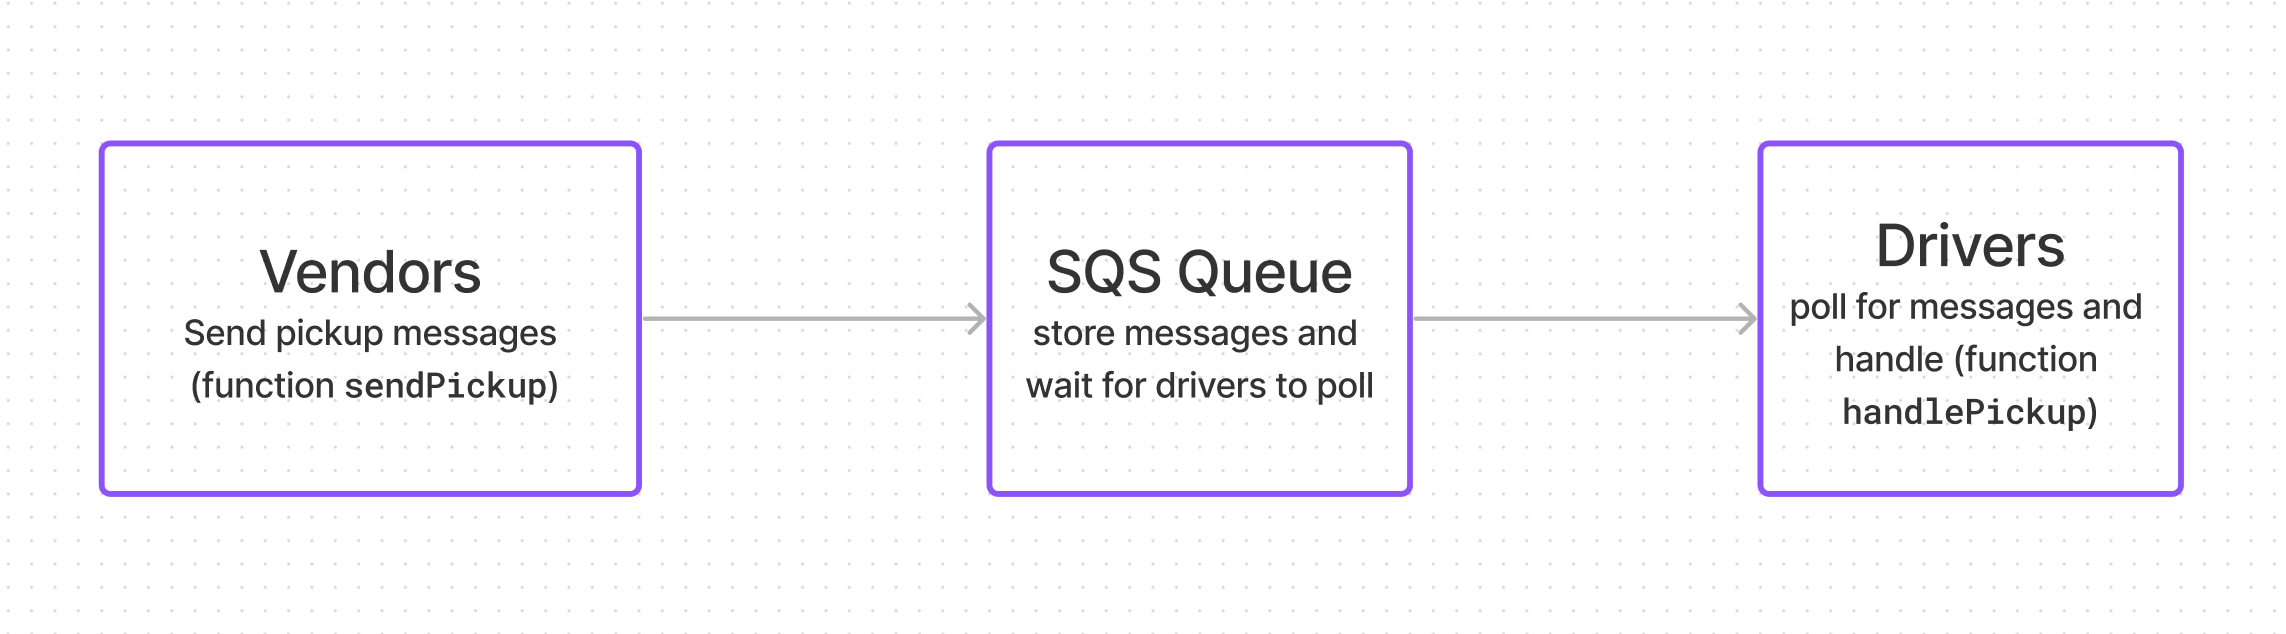 Vendors
Send pickup messages
(function sendPickup)
SQS Queue
store messages and
wait for drivers to poll
Drivers
poll for messages and
handle (function
handlePickup)